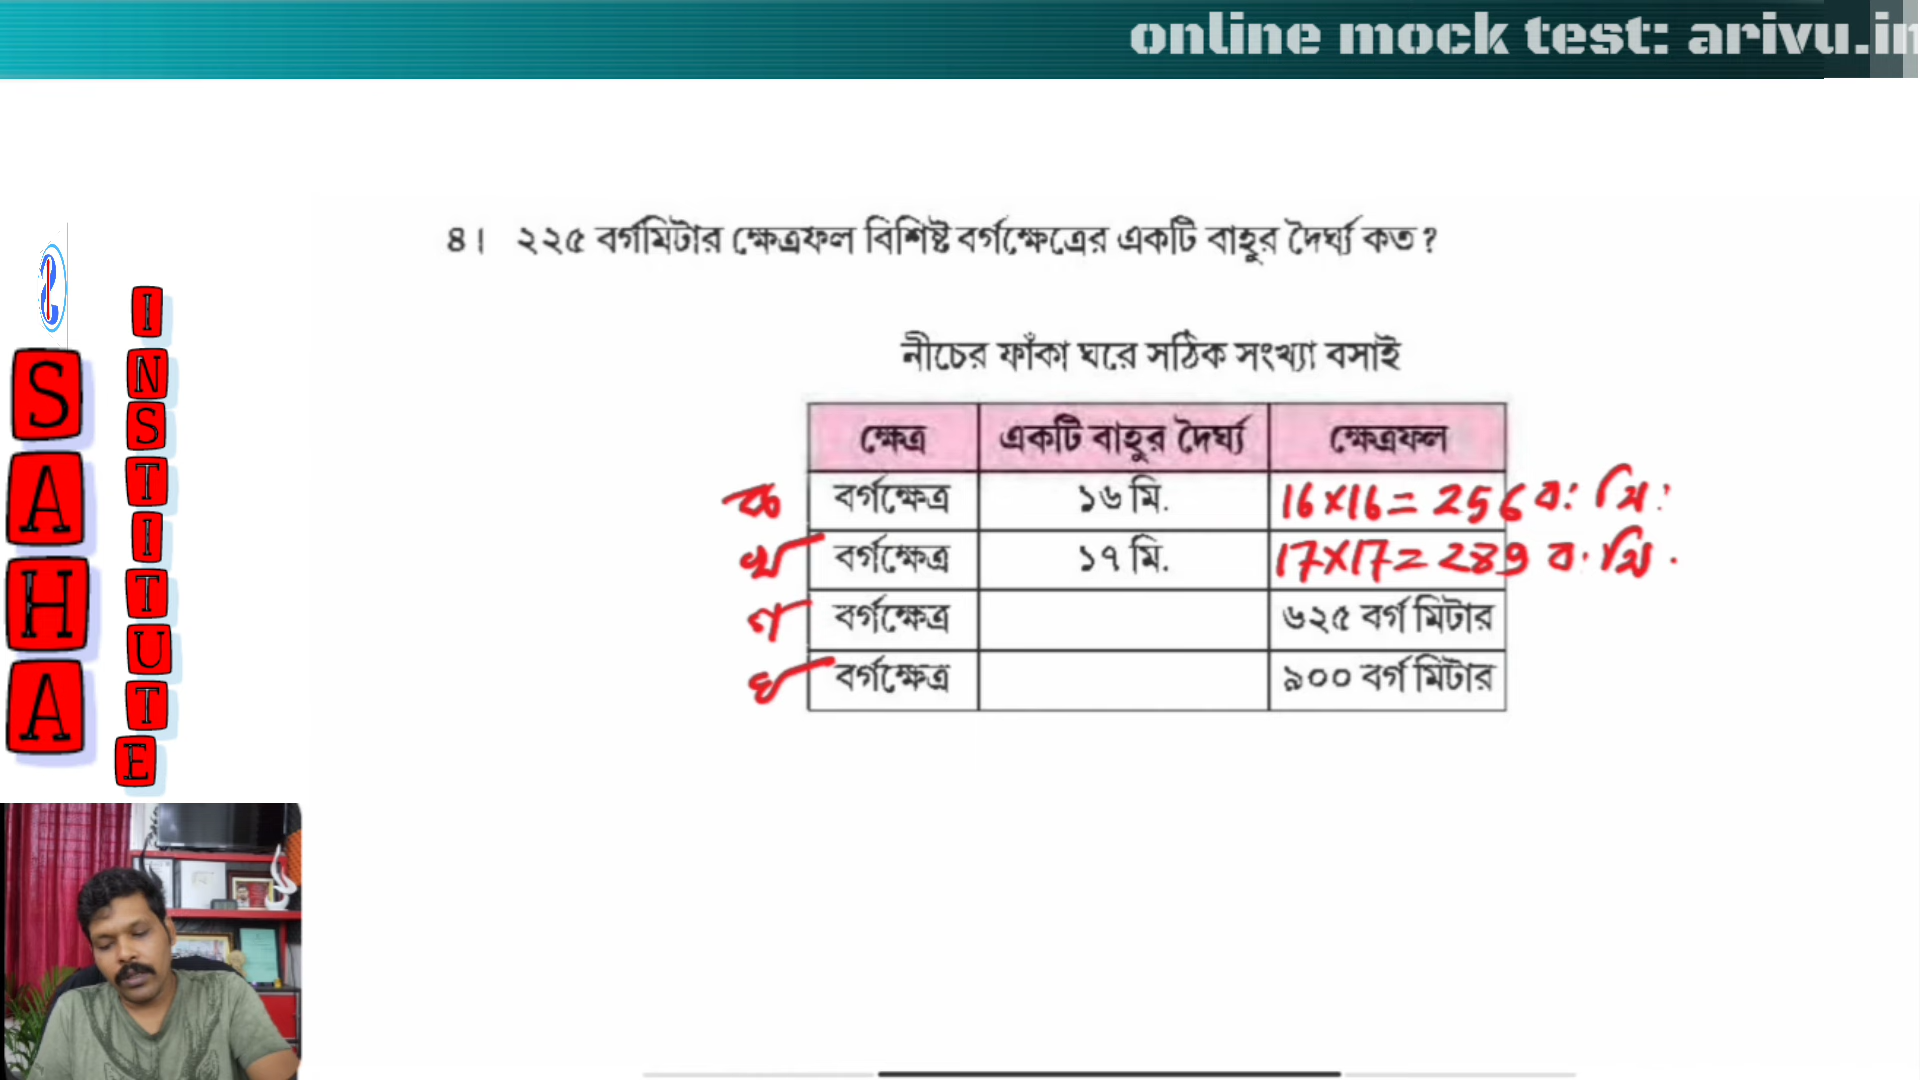 online mock test: arivu.in
SAHA
INSTITUTE
৪। ২২৫ বর্গমিটার ক্ষেত্রফল বিশিষ্ট বর্গক্ষেত্রের একটি বাহুর দৈর্ঘ্য কত ?
নীচের ফাঁকা ঘরে সঠিক সংখ্যা বসাই
ক্ষেত্র একটি বাহুর দৈর্ঘ্য ক্ষেত্রফল
ক বর্গক্ষেত্র ১৬ মি. 16×16= 256 ব: মি:
খ বর্গক্ষেত্র ১৭ মি. 17×17= 289 ব. মি.
গ বর্গক্ষেত্র ৬২৫ বর্গ মিটার
ঘ বর্গক্ষেত্র ৯০০ বর্গ মিটার